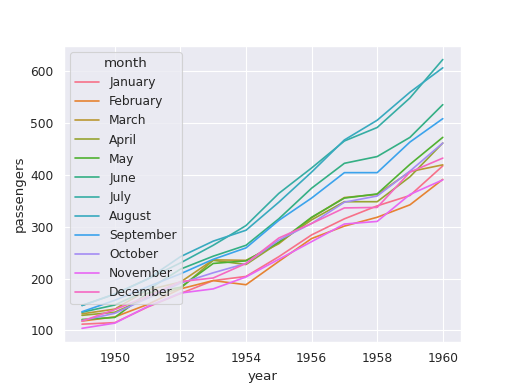 month
January
February
March
April
May
June
July
August
September
October
November
December
passengers
600
500
400
300
200
100
1950
1952
1954
1956
1958
1960
year